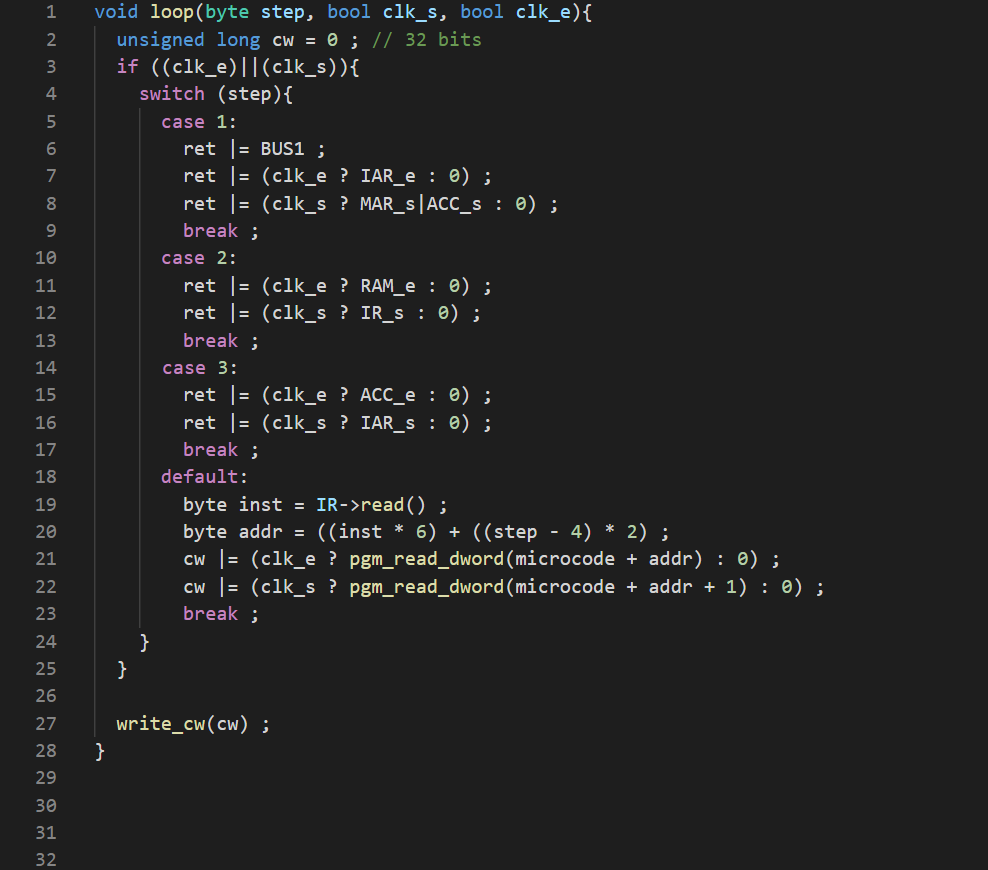 1 void loop(byte step, bool clk_s, bool clk_e){
2 unsigned long cw = 0 ; // 32 bits
3 if ((clk_e)||(clk_s)){
4 switch (step){
5 case 1:
6 ret |= BUS1 ;
7 ret |= (clk_e ? IAR_e : 0) ;
8 ret |= (clk_s ? MAR_s|ACC_s : 0) ;
9 break ;
10 case 2:
11 ret |= (clk_e ? RAM_e : 0) ;
12 ret |= (clk_s ? IR_s : 0) ;
13 break ;
14 case 3:
15 ret |= (clk_e ? ACC_e : 0) ;
16 ret |= (clk_s ? IAR_s : 0) ;
17 break ;
18 default:
19 byte inst = IR->read() ;
20 byte addr = ((inst * 6) + ((step - 4) * 2) ;
21 cw |= (clk_e ? pgm_read_dword(microcode + addr) : 0) ;
22 cw |= (clk_s ? pgm_read_dword(microcode + addr + 1) : 0) ;
23 break ;
24 }
25 }
26
27 write_cw(cw) ;
28 }
29
30
31
32